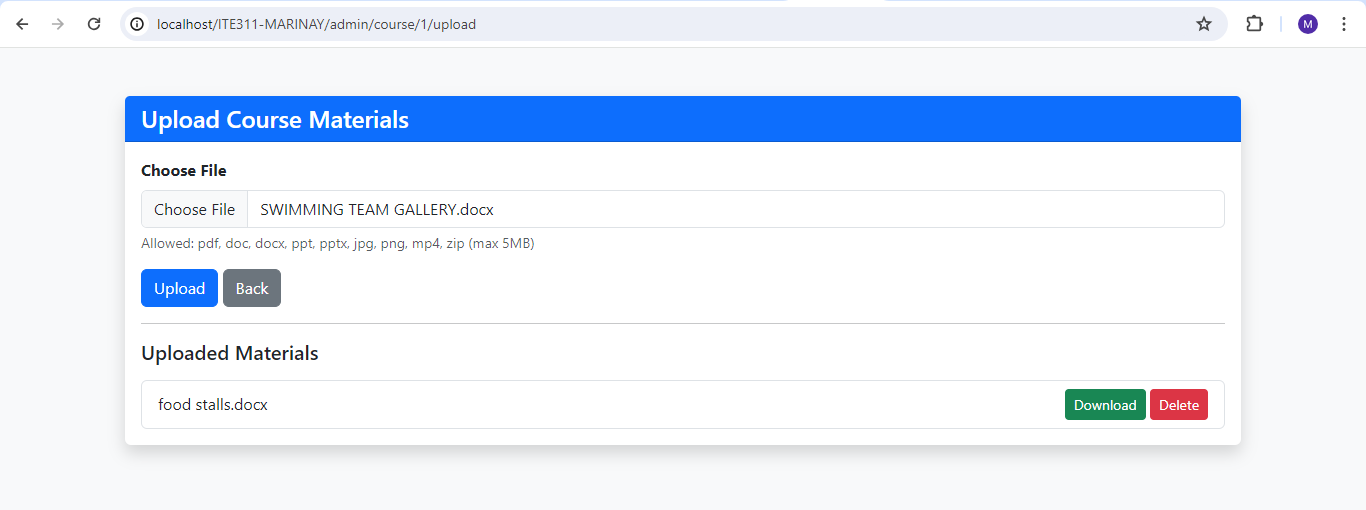 localhost/ITE311-MARINAY/admin/course/1/upload
M
Upload Course Materials
Choose File
Choose File SWIMMING TEAM GALLERY.docx
Allowed: pdf, doc, docx, ppt, pptx, jpg, png, mp4, zip (max 5MB)
Upload Back
Uploaded Materials
food stalls.docx Download Delete